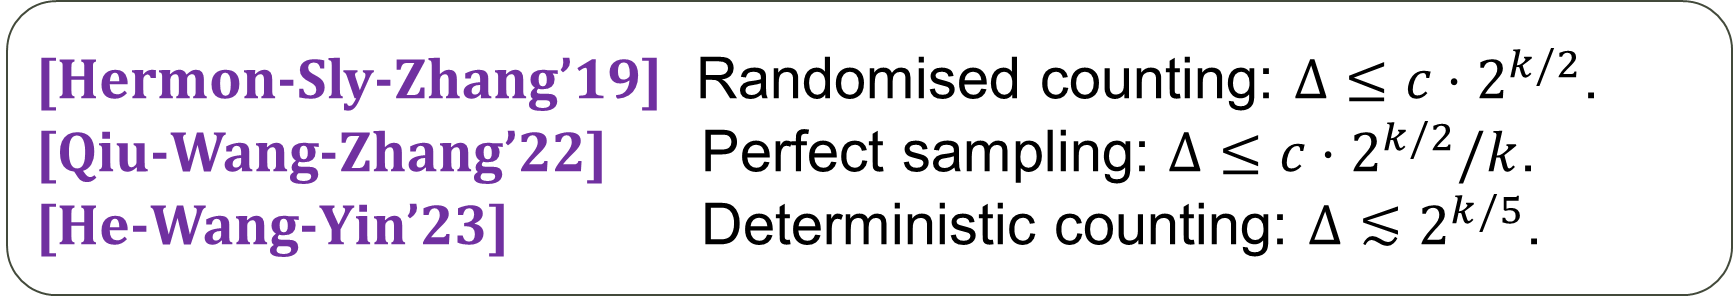 [Hermon-Sly-Zhang’19] Randomised counting: Δ ≤ c · 2^{k/2}.
[Qiu-Wang-Zhang’22] Perfect sampling: Δ ≤ c · 2^{k/2}/k.
[He-Wang-Yin’23] Deterministic counting: Δ ≲ 2^{k/5}.